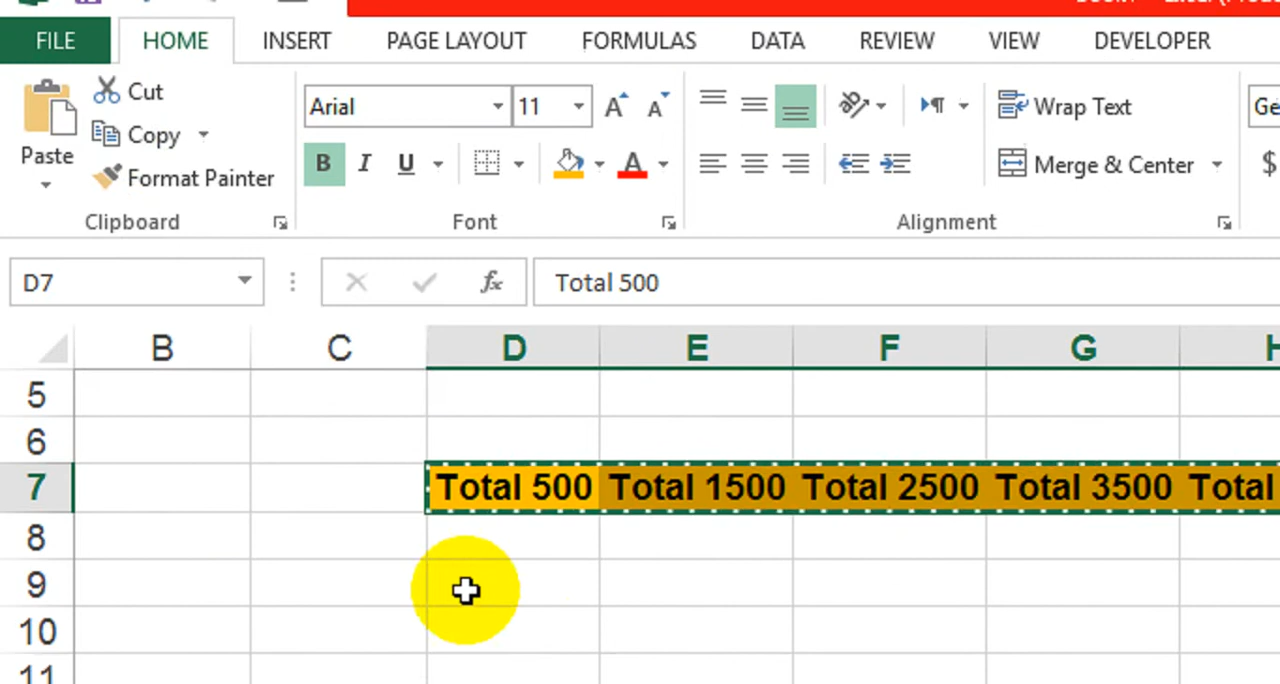 FILE HOME INSERT PAGE LAYOUT FORMULAS DATA REVIEW VIEW DEVELOPER
Cut
Copy
Format Painter
Paste
Clipboard
Arial 11
B I U A
Font
Wrap Text
Merge & Center
Alignment
$
D7 fx Total 500
B C D E F G
5
6
7 Total 500 Total 1500 Total 2500 Total 3500 Total
8
9
10
11